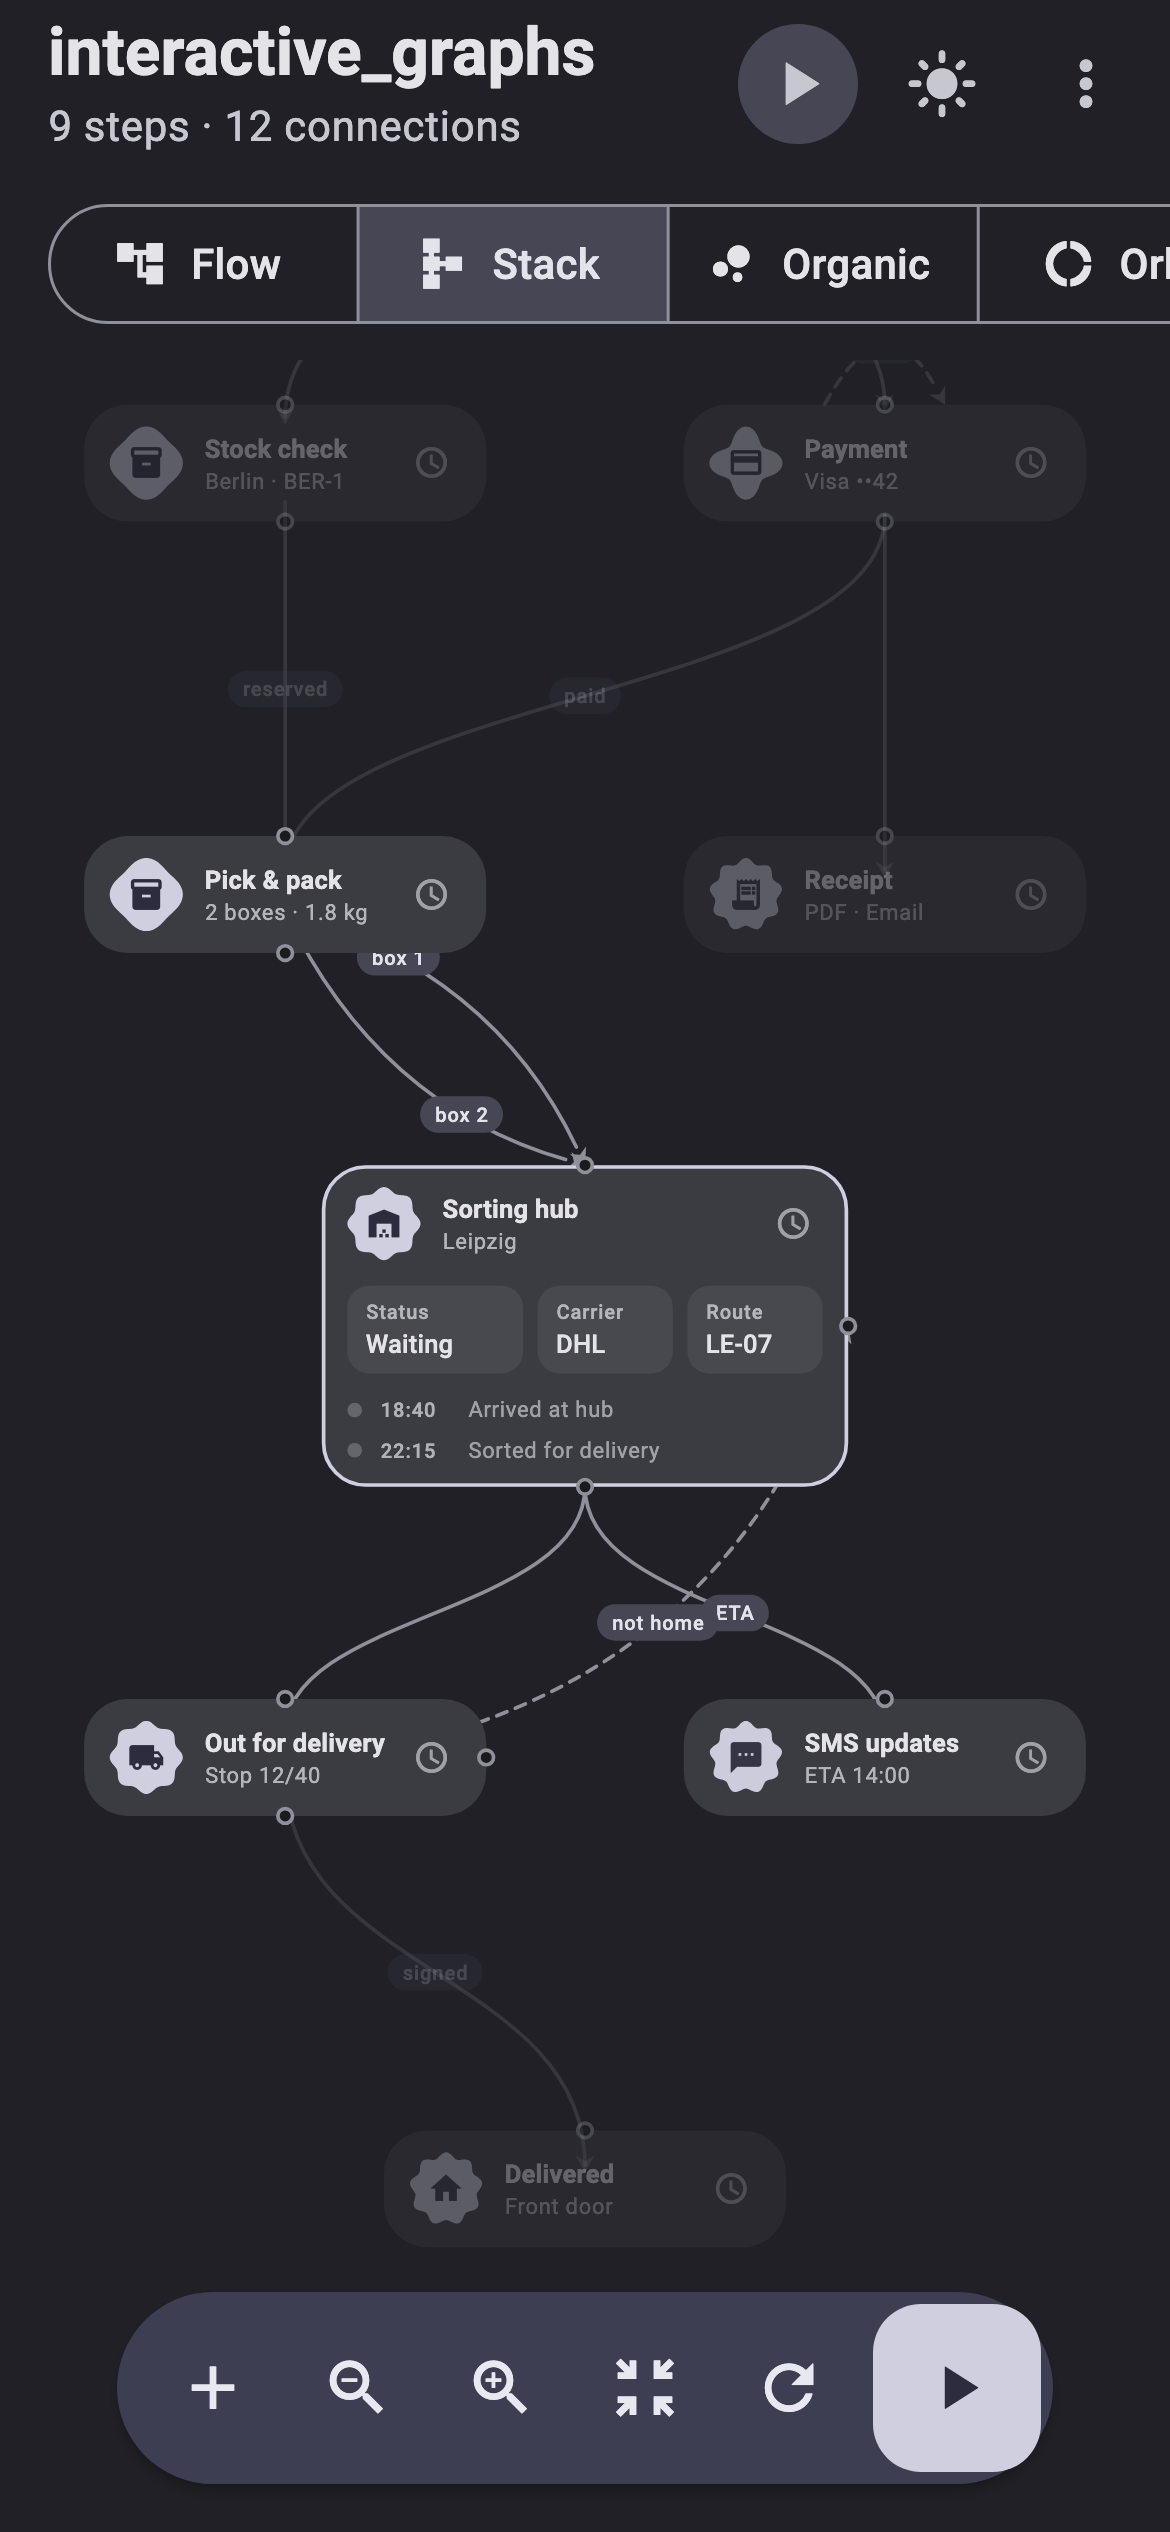 interactive_graphs
9 steps · 12 connections
Flow
Stack
Organic
Stock check
Berlin · BER-1
Payment
Visa ••42
reserved
paid
Pick & pack
2 boxes · 1.8 kg
Receipt
PDF · Email
box 1
box 2
Sorting hub
Leipzig
Status
Waiting
Carrier
DHL
Route
LE-07
18:40 Arrived at hub
22:15 Sorted for delivery
not home
ETA
Out for delivery
Stop 12/40
SMS updates
ETA 14:00
signed
Delivered
Front door